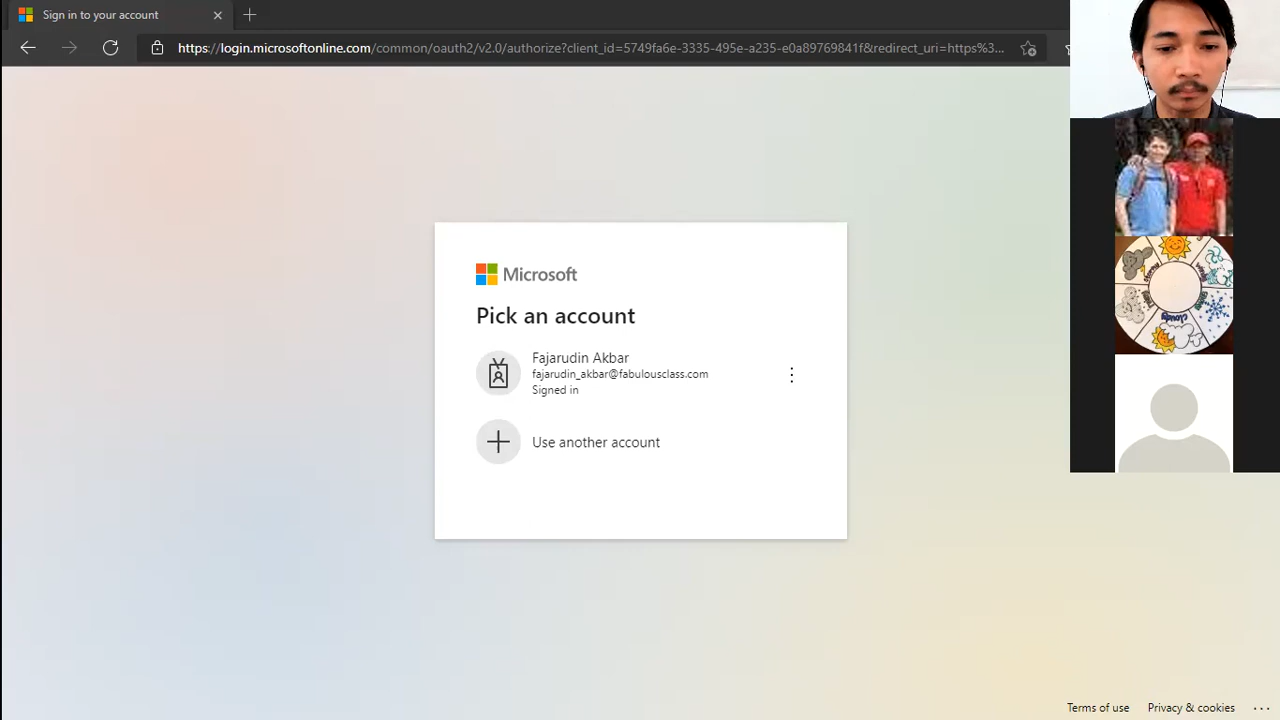 Sign in to your account
https://login.microsoftonline.com/common/oauth2/v2.0/authorize?client_id=5749fa6e-3335-495e-a235-e0a89769841f&redirect_uri=https%3...
Microsoft
Pick an account
Fajarudin Akbar
fajarudin_akbar@fabulousclass.com
Signed in
Use another account
cloudy
Terms of use
Privacy & cookies